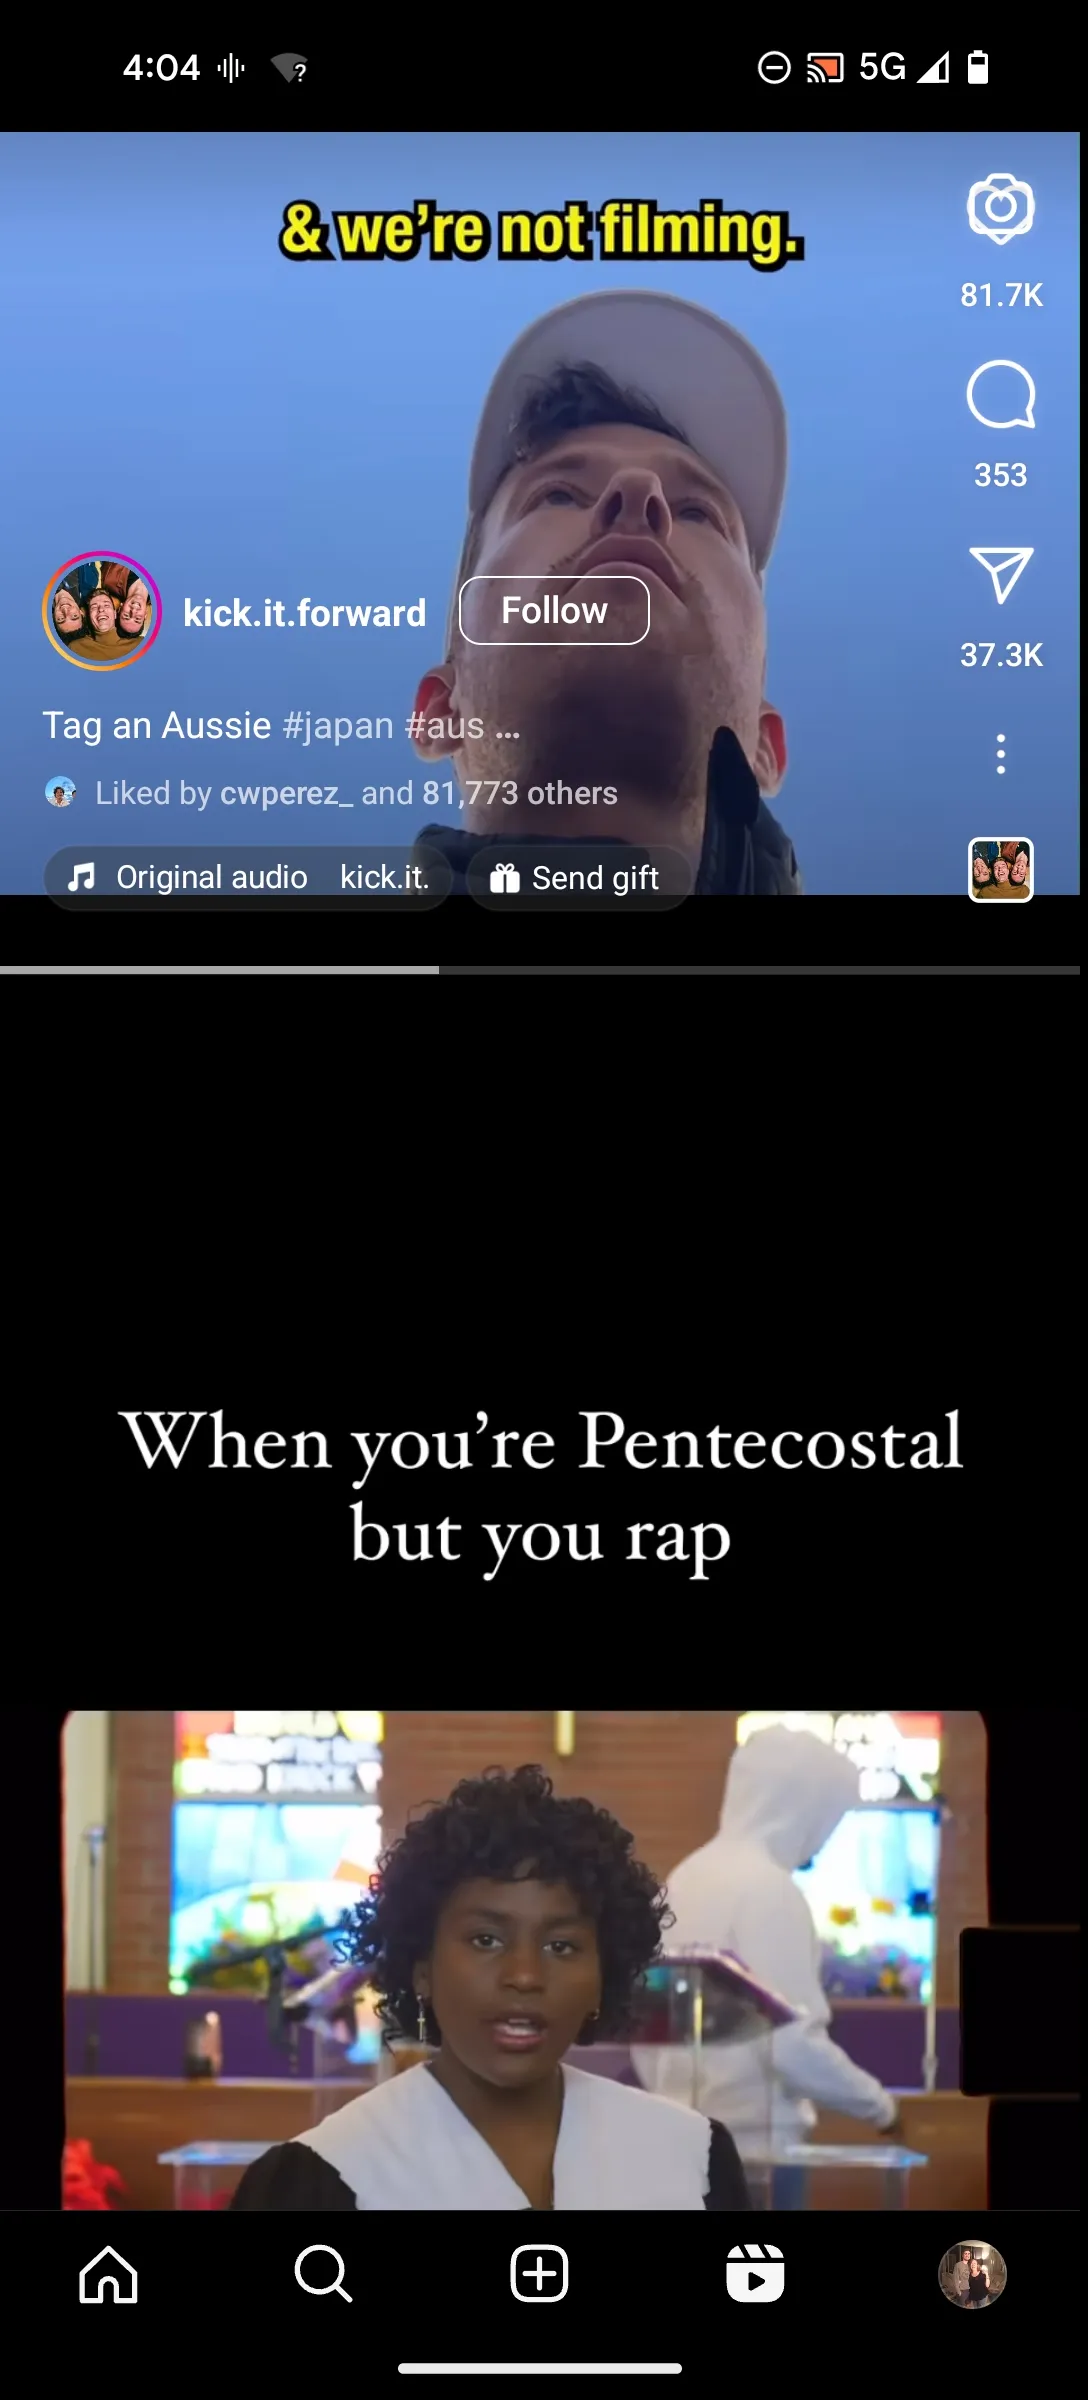 4:04
5G
& we're not filming.
81.7K
353
37.3K
kick.it.forward
Follow
Tag an Aussie #japan #aus ...
Liked by cwperez_ and 81,773 others
Original audio kick.it.
Send gift
When you're Pentecostal
but you rap